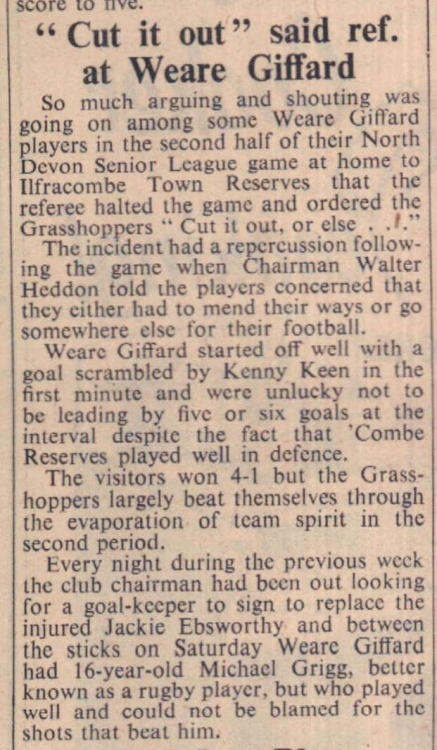 score to five.
“ Cut it out” said ref.
at Weare Giffard
So much arguing and shouting was
going on among some Weare Giffard
players in the second half of their North
Devon Senior League game at home to
Ilfracombe Town Reserves that the
referee halted the game and ordered the
Grasshoppers “ Cut it out, or else . . !.”
The incident had a repercussion follow-
ing the game when Chairman Walter
Heddon told the players concerned that
they either had to mend their ways or go
somewhere else for their football.
Weare Giffard started off well with a
goal scrambled by Kenny Keen in the
first minute and were unlucky not to
be leading by five or six goals at the
interval despite the fact that 'Combe
Reserves played well in defence.
The visitors won 4-1 but the Grass-
hoppers largely beat themselves through
the evaporation of team spirit in the
second period.
Every night during the previous week
the club chairman had been out looking
for a goal-keeper to sign to replace the
injured Jackie Ebsworthy and between
the sticks on Saturday Weare Giffard
had 16-year-old Michael Grigg, better
known as a rugby player, but who played
well and could not be blamed for the
shots that beat him.